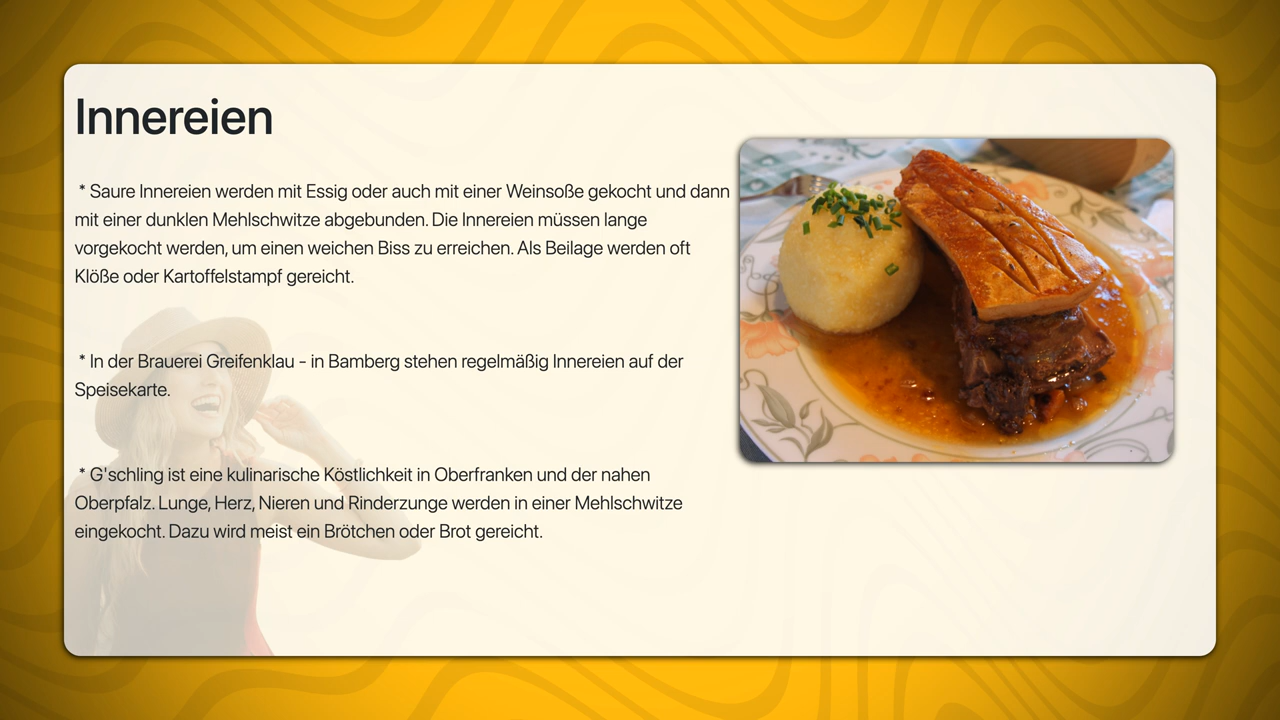 Innereien
* Saure Innereien werden mit Essig oder auch mit einer Weinsoße gekocht und dann
mit einer dunklen Mehlschwitze abgebunden. Die Innereien müssen lange
vorgekocht werden, um einen weichen Biss zu erreichen. Als Beilage werden oft
Klöße oder Kartoffelstampf gereicht.
* In der Brauerei Greifenklau - in Bamberg stehen regelmäßig Innereien auf der
Speisekarte.
* G'schling ist eine kulinarische Köstlichkeit in Oberfranken und der nahen
Oberpfalz. Lunge, Herz, Nieren und Rinderzunge werden in einer Mehlschwitze
eingekocht. Dazu wird meist ein Brötchen oder Brot gereicht.